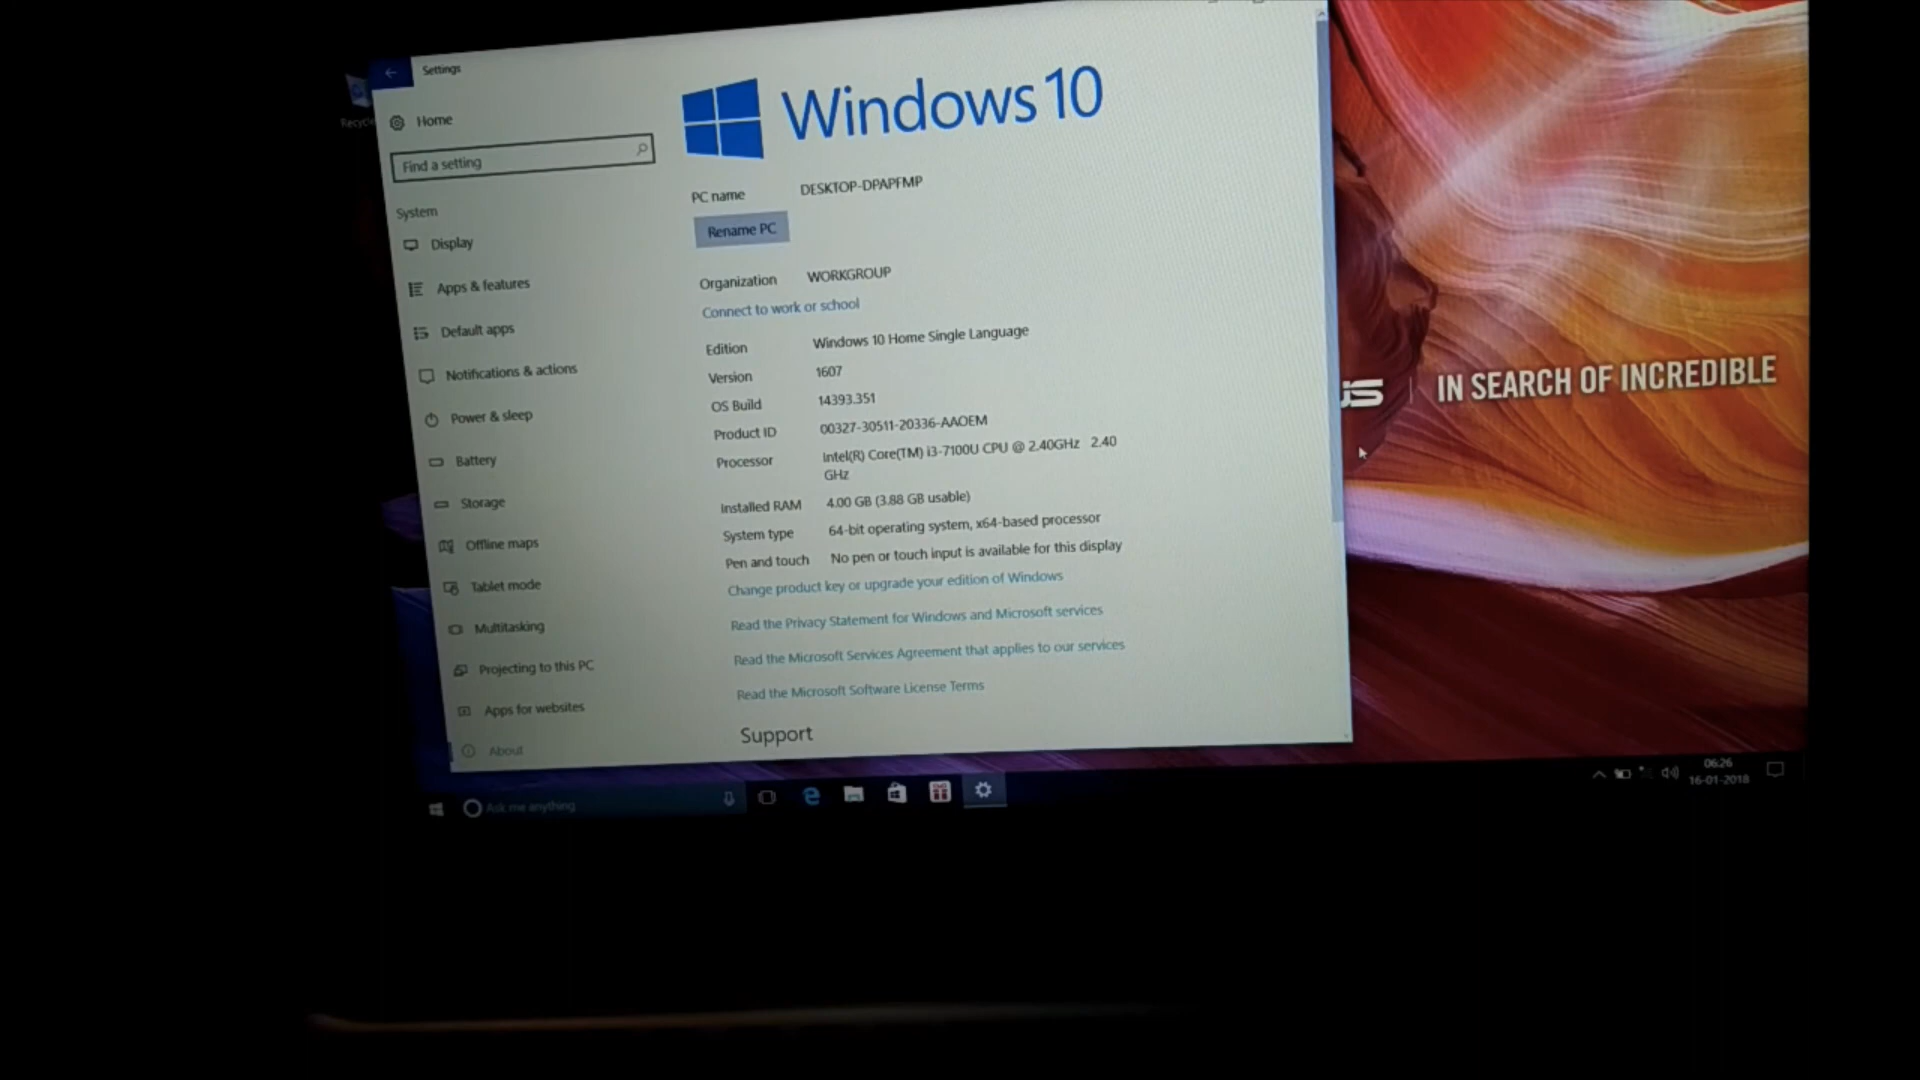 Settings
Home
Find a setting
System
Display
Apps & features
Default apps
Notifications & actions
Power & sleep
Battery
Storage
Offline maps
Tablet mode
Multitasking
Projecting to this PC
Apps for websites
About
Windows 10
PC name DESKTOP-DPAPFMP
Rename PC
Organization WORKGROUP
Connect to work or school
Edition Windows 10 Home Single Language
Version 1607
OS Build 14393.351
Product ID 00327-30511-20336-AAOEM
Processor Intel(R) Core(TM) i3-7100U CPU @ 2.40GHz 2.40
GHz
Installed RAM 4.00 GB (3.88 GB usable)
System type 64-bit operating system, x64-based processor
Pen and touch No pen or touch input is available for this display
Change product key or upgrade your edition of Windows
Read the Privacy Statement for Windows and Microsoft services
Read the Microsoft Services Agreement that applies to our services
Read the Microsoft Software License Terms
Support
IN SEARCH OF INCREDIBLE
Ask me anything
06:26
16-01-2018